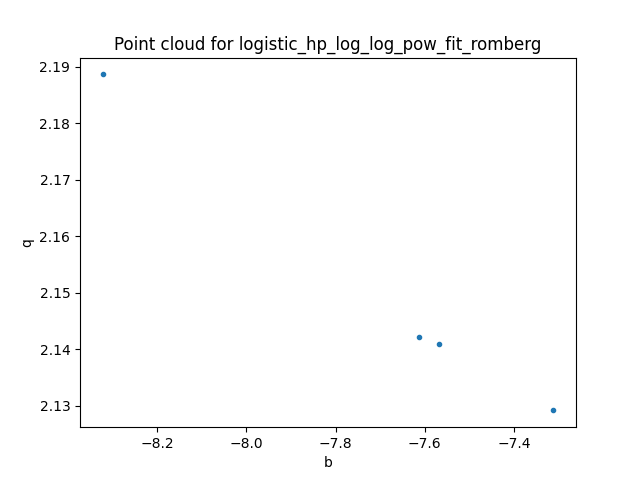 Point cloud for logistic_hp_log_log_pow_fit_romberg
2.19
2.18
2.17
2.16
2.15
2.14
2.13
q
−8.2 −8.0 −7.8 −7.6 −7.4
b